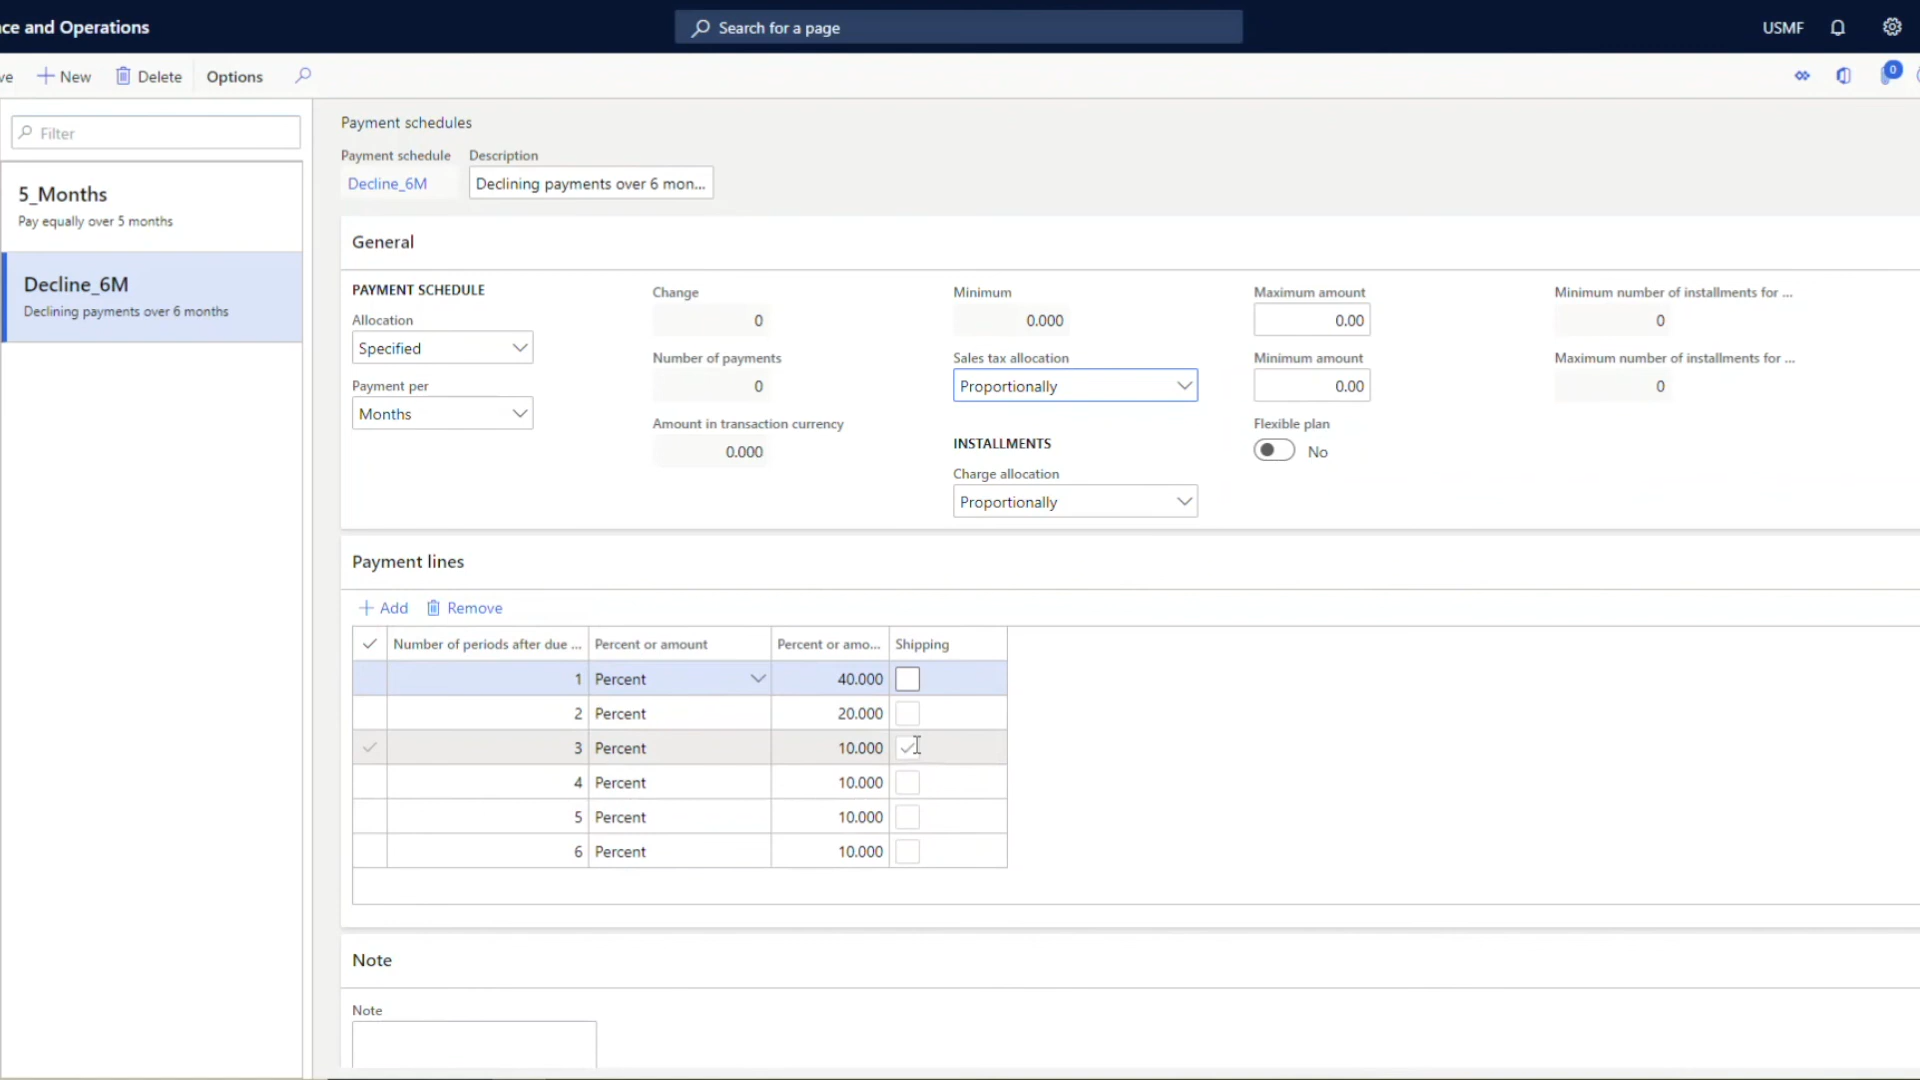 ce and Operations
Search for a page
USMF
ve
New
Delete
Options
0
Filter
5_Months
Pay equally over 5 months
Decline_6M
Declining payments over 6 months
Payment schedules
Payment schedule
Description
Decline_6M
Declining payments over 6 mon...
General
PAYMENT SCHEDULE
Allocation
Specified
Payment per
Months
Change
0
Number of payments
0
Amount in transaction currency
0.000
Minimum
0.000
Sales tax allocation
Proportionally
INSTALLMENTS
Charge allocation
Proportionally
Maximum amount
0.00
Minimum amount
0.00
Flexible plan
No
Minimum number of installments for ...
0
Maximum number of installments for ...
0
Payment lines
Add
Remove
Number of periods after due ... Percent or amount Percent or amo... Shipping
1 Percent 40.000
2 Percent 20.000
3 Percent 10.000
4 Percent 10.000
5 Percent 10.000
6 Percent 10.000
Note
Note